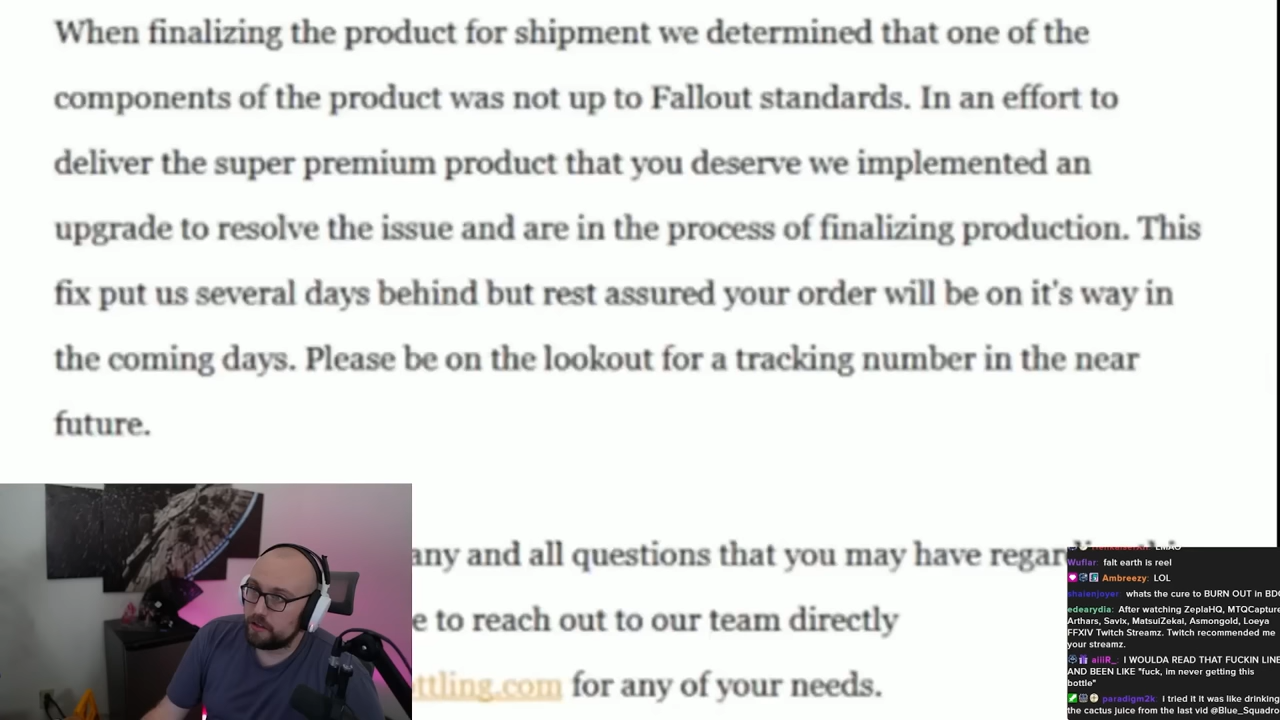 When finalizing the product for shipment we determined that one of the
components of the product was not up to Fallout standards. In an effort to
deliver the super premium product that you deserve we implemented an
upgrade to resolve the issue and are in the process of finalizing production. This
fix put us several days behind but rest assured your order will be on it's way in
the coming days. Please be on the lookout for a tracking number in the near
future.
any and all questions that you may have
e to reach out to our team directly
ottling.com for any of your needs.
LMAO
Wuflar: falt earth is reel
Ambreezy: LOL
shaienjoyer: whats the cure to BURN OUT in BDO
edearydia: After watching ZeplaHQ, MTQCapture
Arthars, Savix, MatsuiZekai, Asmongold, Loeya
FFXIV Twitch Streamz. Twitch recommended me
your streamz.
aiiiR_: I WOULDA READ THAT FUCKIN LINE
AND BEEN LIKE "fuck, im never getting this
bottle"
paradigm2k: I tried it it was like drinking
the cactus juice from the last vid @Blue_Squadro